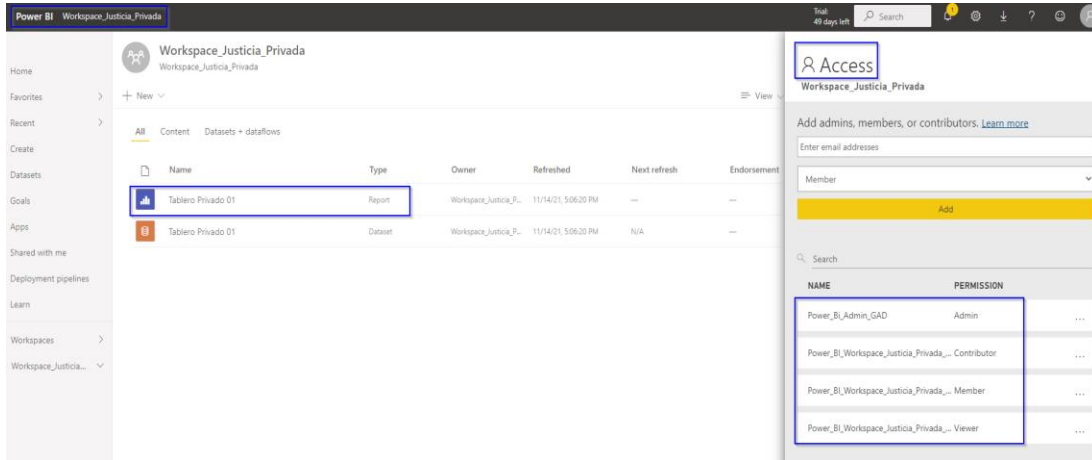 Power BI Workspace_Justicia_Privada
Trial:
49 days left
Search
1
?
Home
Favorites
Recent
Create
Datasets
Goals
Apps
Shared with me
Deployment pipelines
Learn
Workspaces
Workspace_Justicia...
Workspace_Justicia_Privada
Workspace_Justicia_Privada
+ New
View
All Content Datasets + dataflows
Name Type Owner Refreshed Next refresh Endorsement
Tablero Privado 01 Report Workspace_Justicia_P... 11/14/21, 5:06:20 PM — —
Tablero Privado 01 Dataset Workspace_Justicia_P... 11/14/21, 5:06:20 PM N/A —
Access
Workspace_Justicia_Privada
Add admins, members, or contributors. Learn more
Enter email addresses
Member
Add
Search
NAME PERMISSION
Power_Bi_Admin_GAD Admin ...
Power_BI_Workspace_Justicia_Privada_... Contributor ...
Power_BI_Workspace_Justicia_Privada_... Member ...
Power_BI_Workspace_Justicia_Privada_... Viewer ...